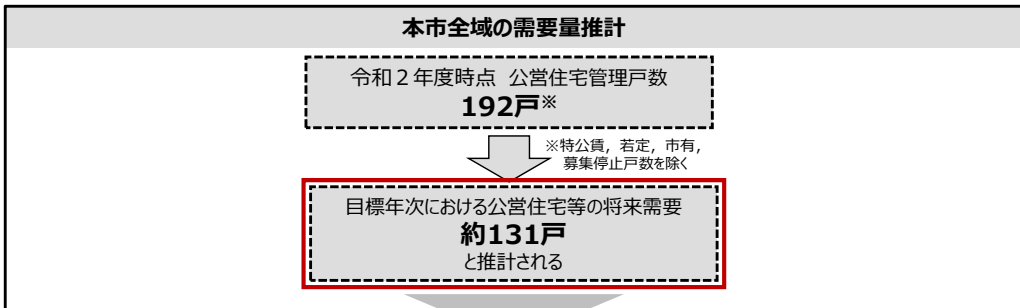 本市全域の需要量推計
令和２年度時点 公営住宅管理戸数
192戸※
※特公賃，若定，市有，
募集停止戸数を除く
目標年次における公営住宅等の将来需要
約131戸
と推計される